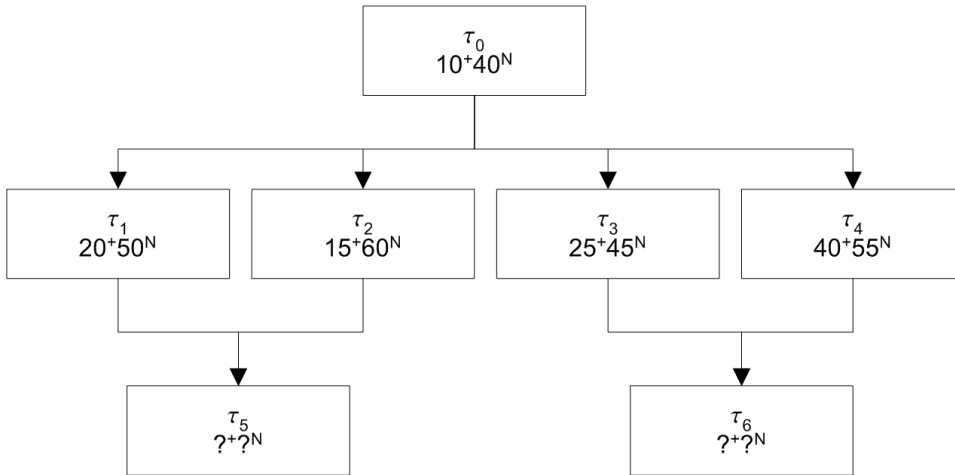 τ₀
10⁺40ᴺ
τ₁
20⁺50ᴺ
τ₂
15⁺60ᴺ
τ₃
25⁺45ᴺ
τ₄
40⁺55ᴺ
τ₅
?⁺?ᴺ
τ₆
?⁺?ᴺ